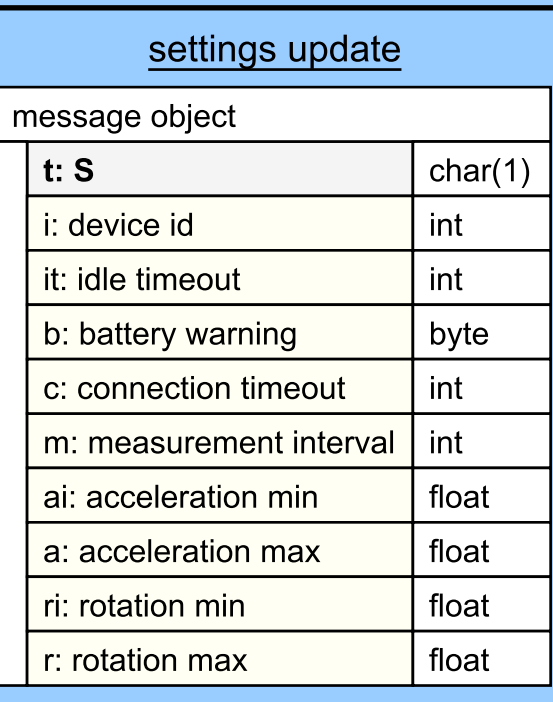 settings update
message object
t: S char(1)
i: device id int
it: idle timeout int
b: battery warning byte
c: connection timeout int
m: measurement interval int
ai: acceleration min float
a: acceleration max float
ri: rotation min float
r: rotation max float